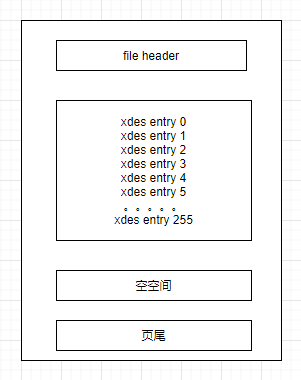 file header
xdes entry 0
xdes entry 1
xdes entry 2
xdes entry 3
xdes entry 4
xdes entry 5
。。。。。
xdes entry 255
空空间
页尾